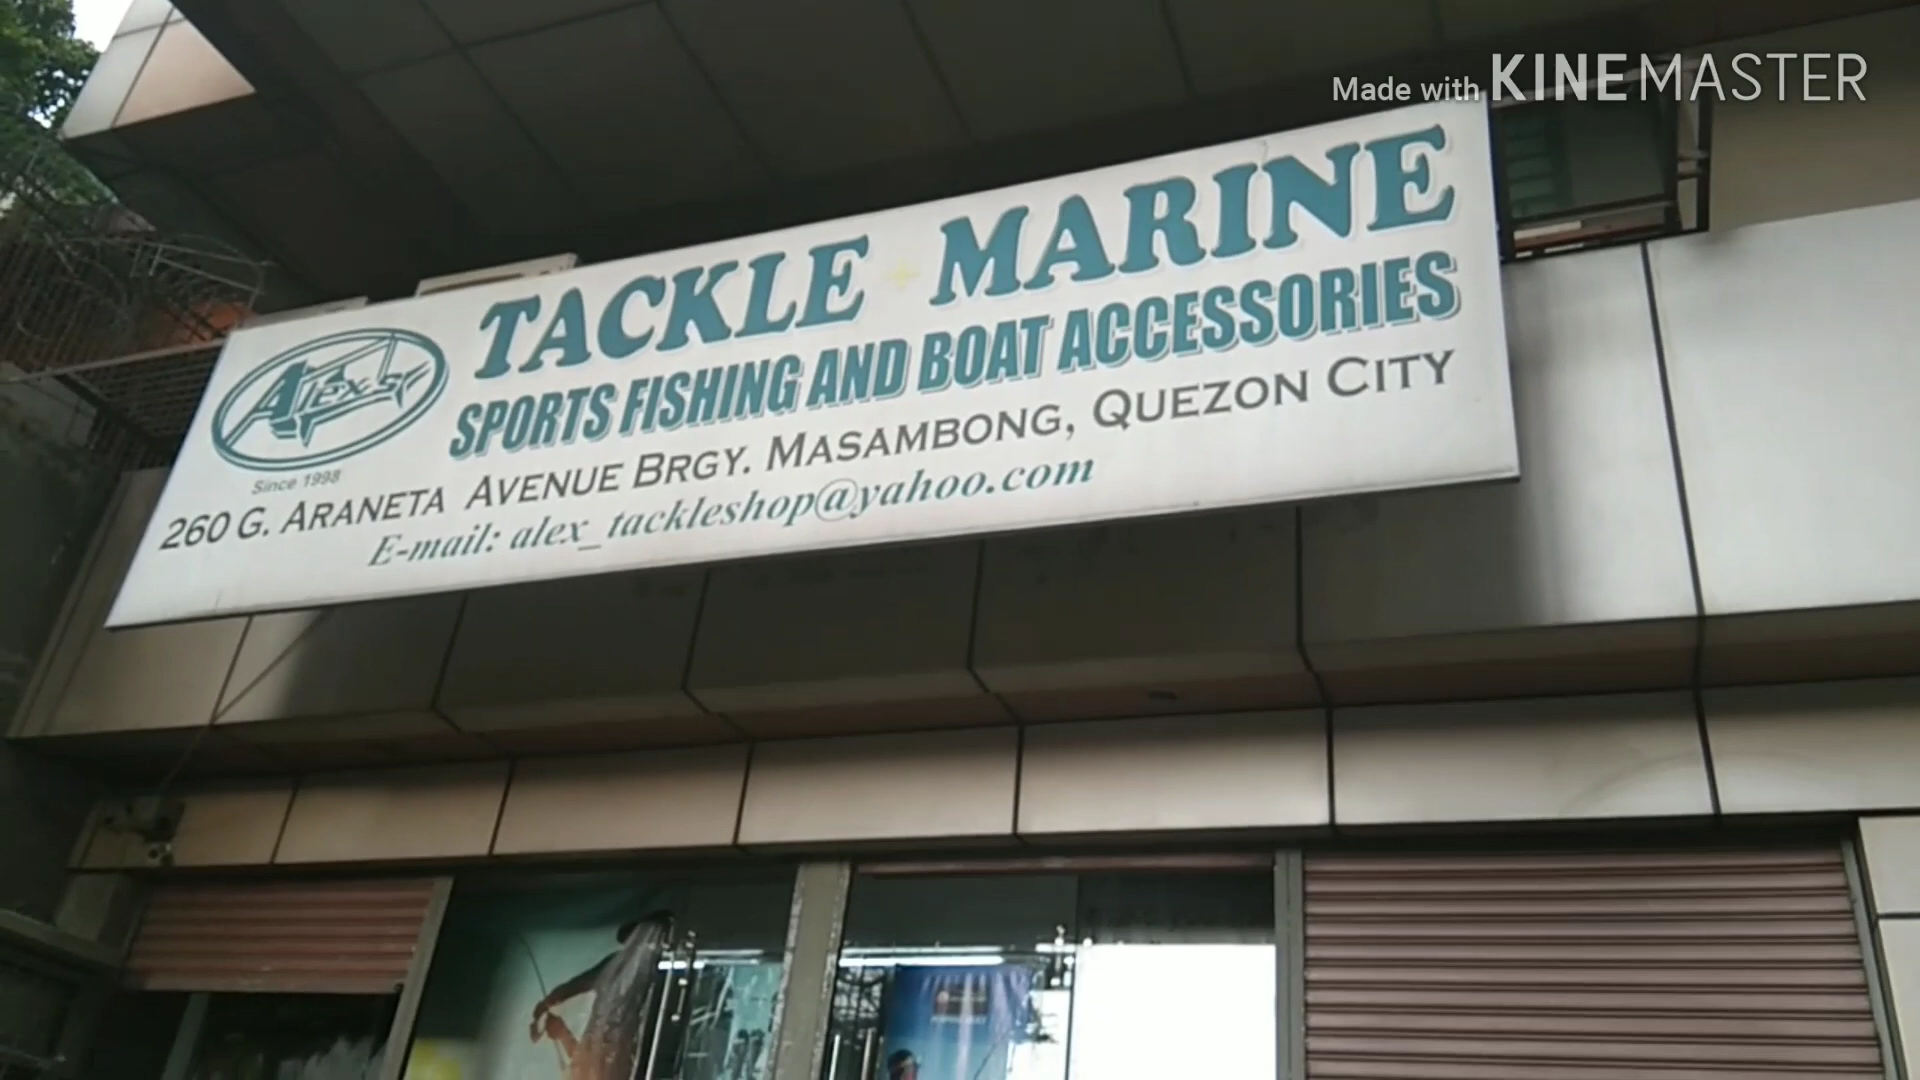 Made with KINEMASTER
TACKLE MARINE
SPORTS FISHING AND BOAT ACCESSORIES
Alex's
Since 1998
260 G. ARANETA AVENUE BRGY. MASAMBONG, QUEZON CITY
E-mail: alex_tackleshop@yahoo.com